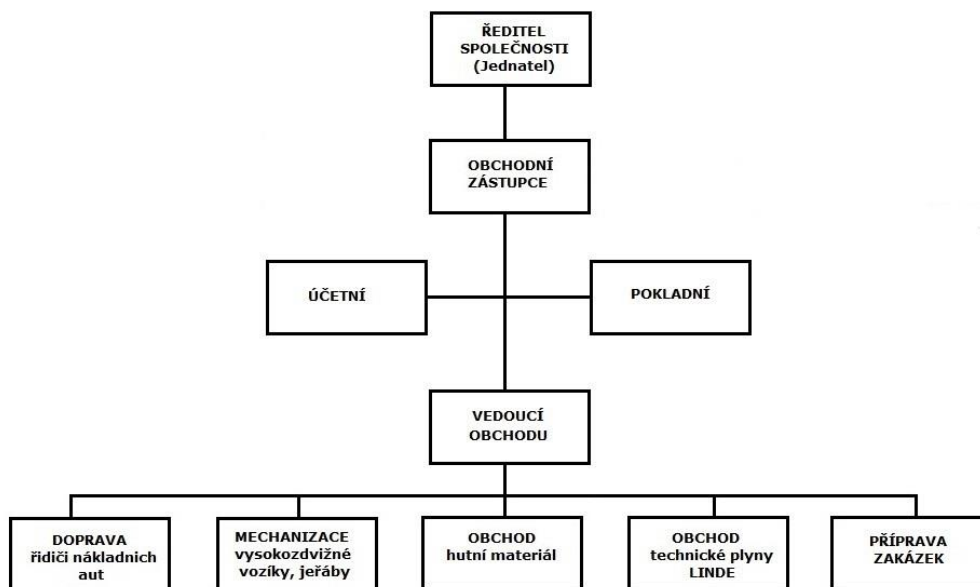 ŘEDITEL
SPOLEČNOSTI
(Jednatel)
OBCHODNÍ
ZÁSTUPCE
ÚČETNÍ
POKLADNÍ
VEDOUCÍ
OBCHODU
DOPRAVA
řidiči nákladnich
aut
MECHANIZACE
vysokozdvižné
vozíky, jeřáby
OBCHOD
hutní materiál
OBCHOD
technické plyny
LINDE
PŘÍPRAVA
ZAKÁZEK